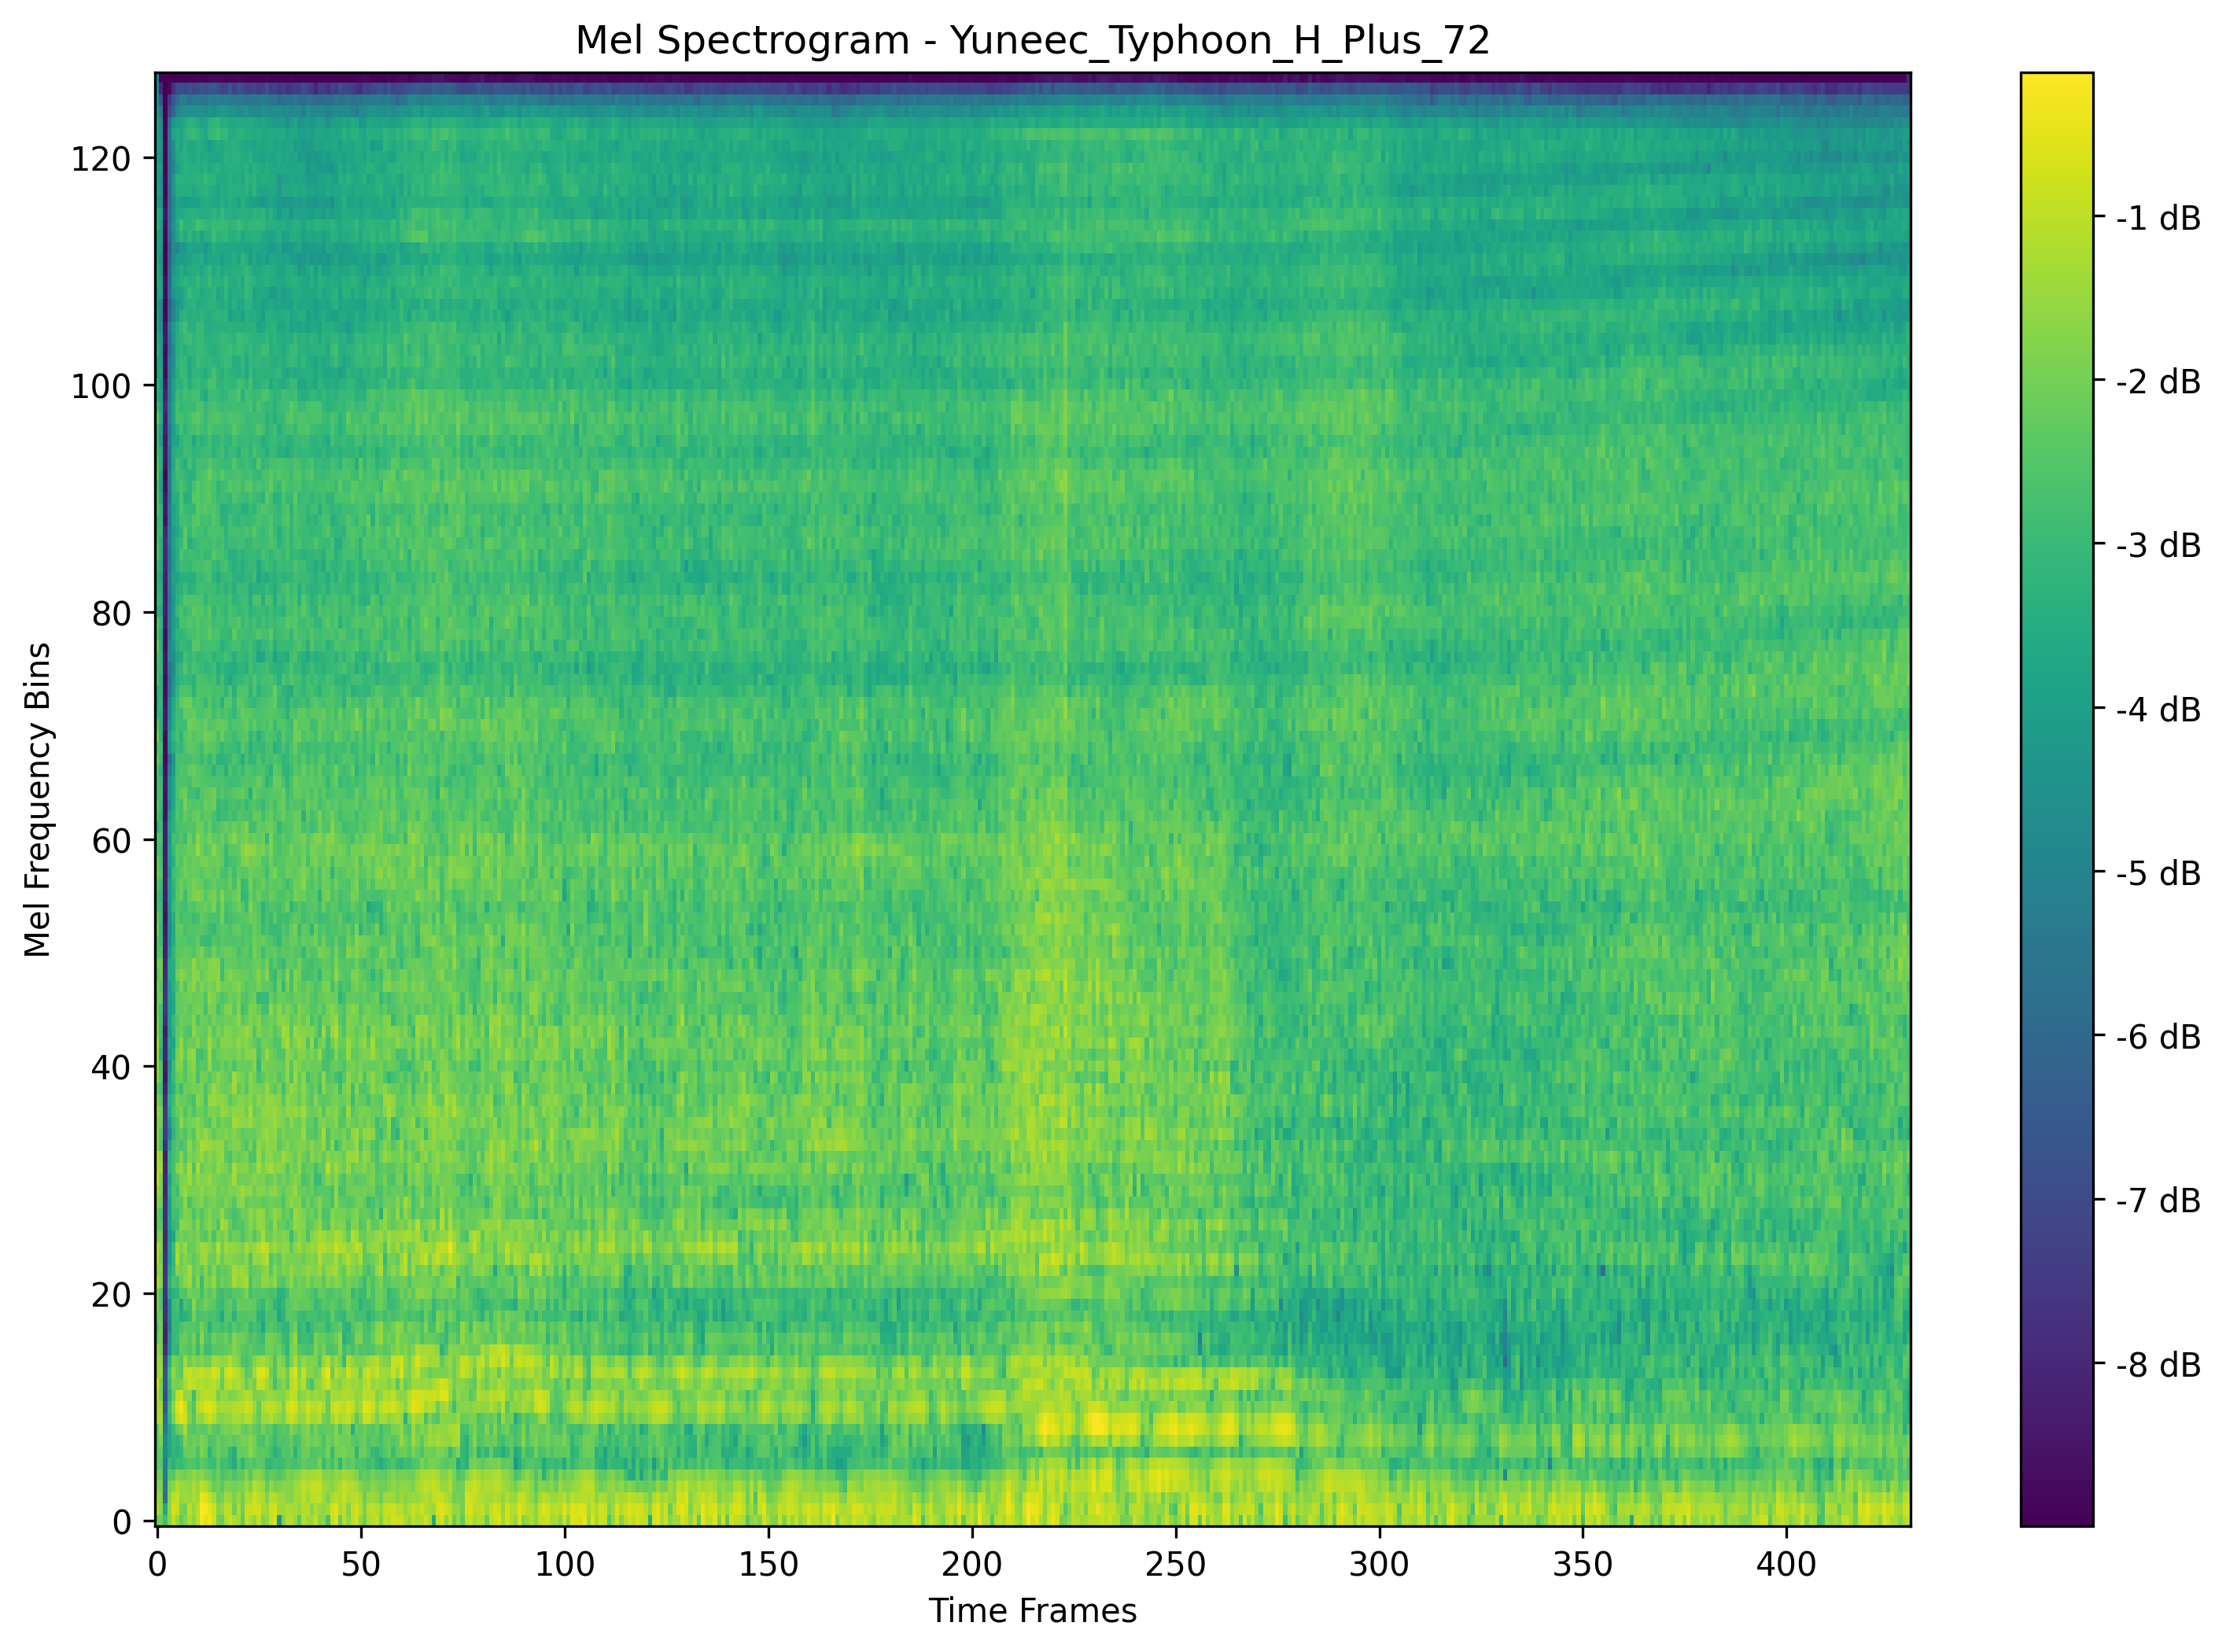 Mel Spectrogram - Yuneec_Typhoon_H_Plus_72
Mel Frequency Bins
120
100
80
60
40
20
0
0 50 100 150 200 250 300 350 400
Time Frames
-1 dB
-2 dB
-3 dB
-4 dB
-5 dB
-6 dB
-7 dB
-8 dB